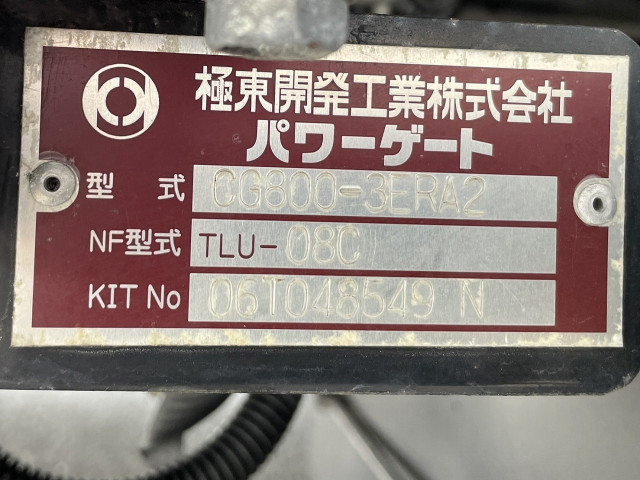 極東開発工業株式会社
パワーゲート
型 式 CG800-3ERA2
NF型式 TLU- 08C
KIT No 06T048549 N